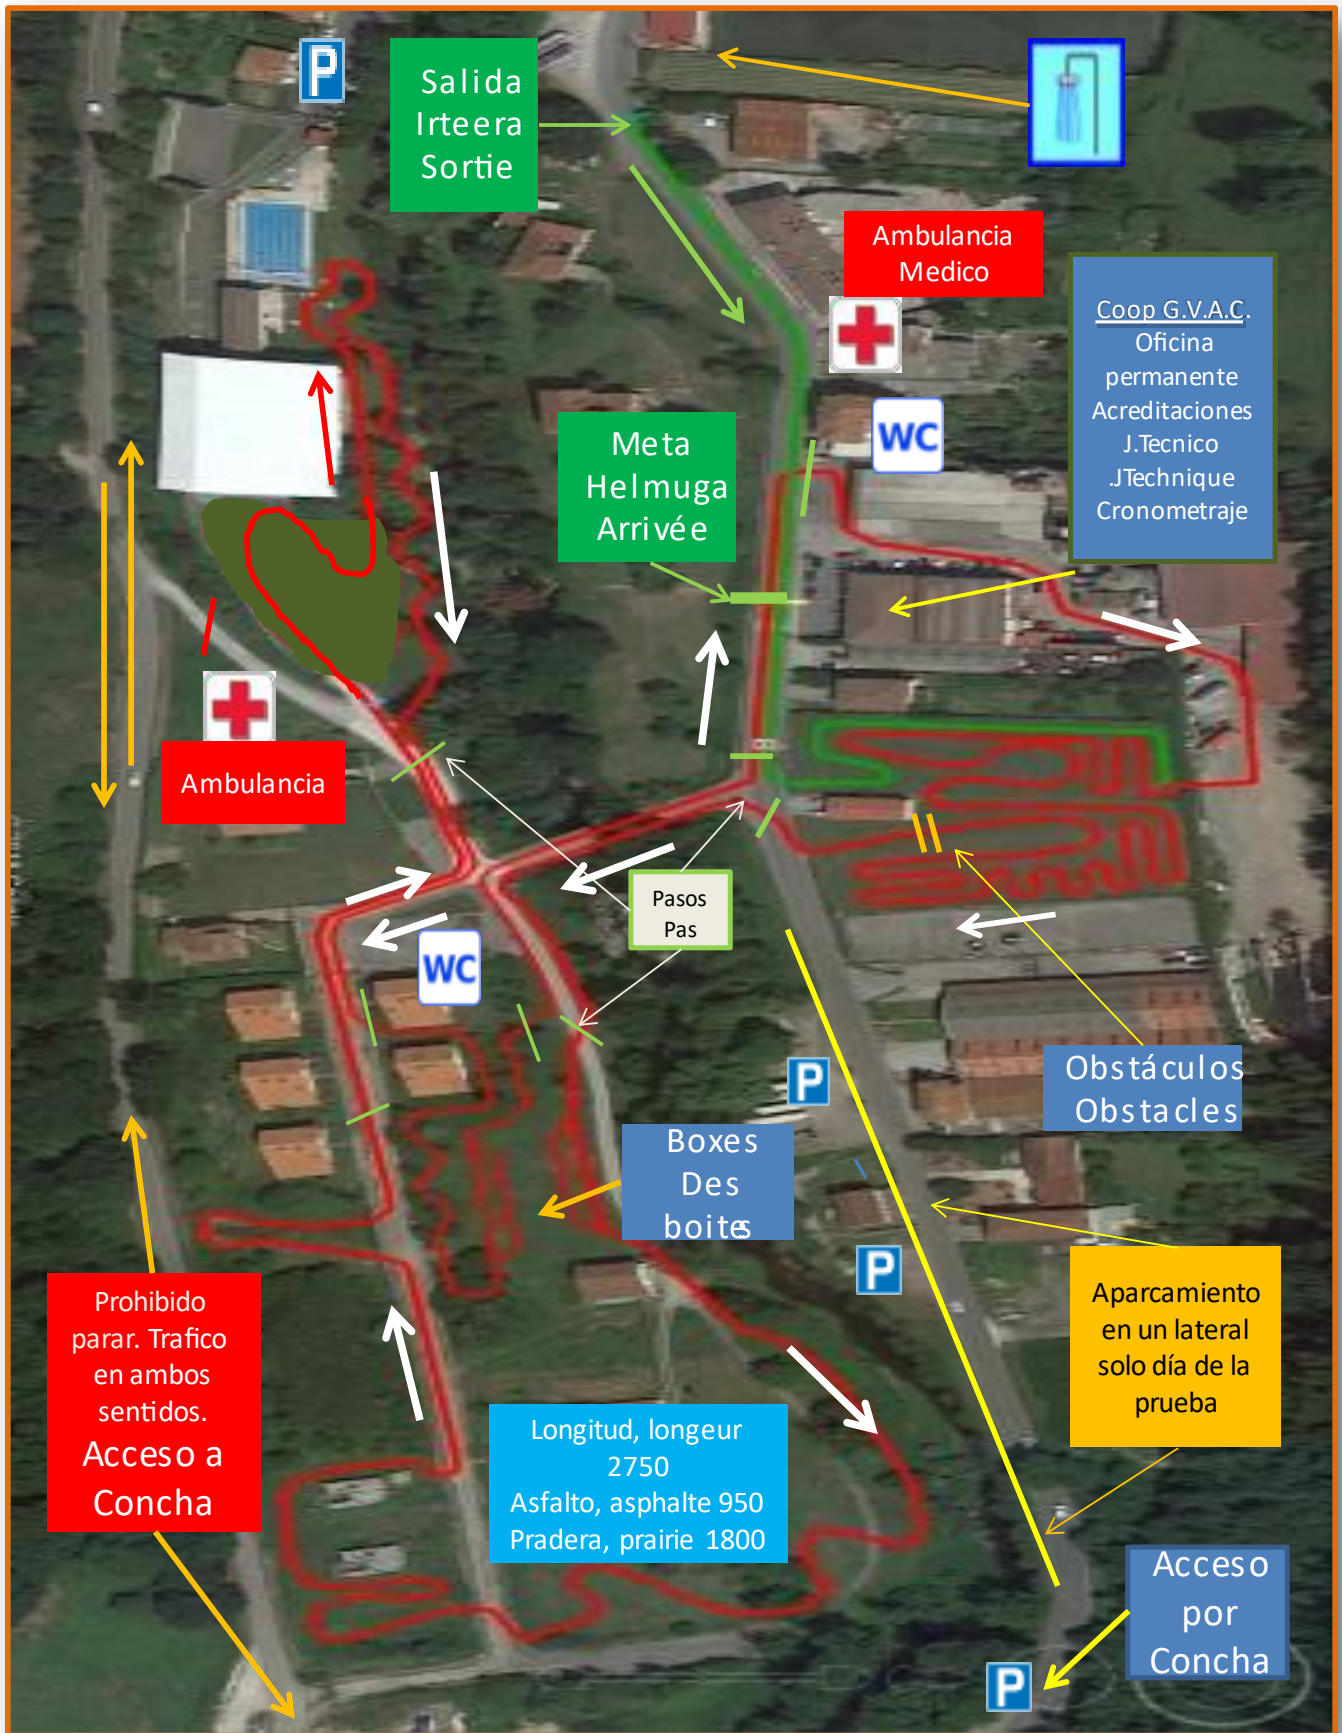 P
Salida
Irteera
Sortie
Ambulancia
Medico
Coop G.V.A.C.
Oficina
permanente
Acreditaciones
J.Tecnico
.JTechnique
Cronometraje
WC
Meta
Helmuga
Arrivée
Ambulancia
Pasos
Pas
WC
P
Obstáculos
Obstacles
Boxes
Des
boites
P
Aparcamiento
en un lateral
solo día de la
prueba
Prohibido
parar. Trafico
en ambos
sentidos.
Acceso a
Concha
Longitud, longeur
2750
Asfalto, asphalte 950
Pradera, prairie 1800
Acceso
por
Concha
P